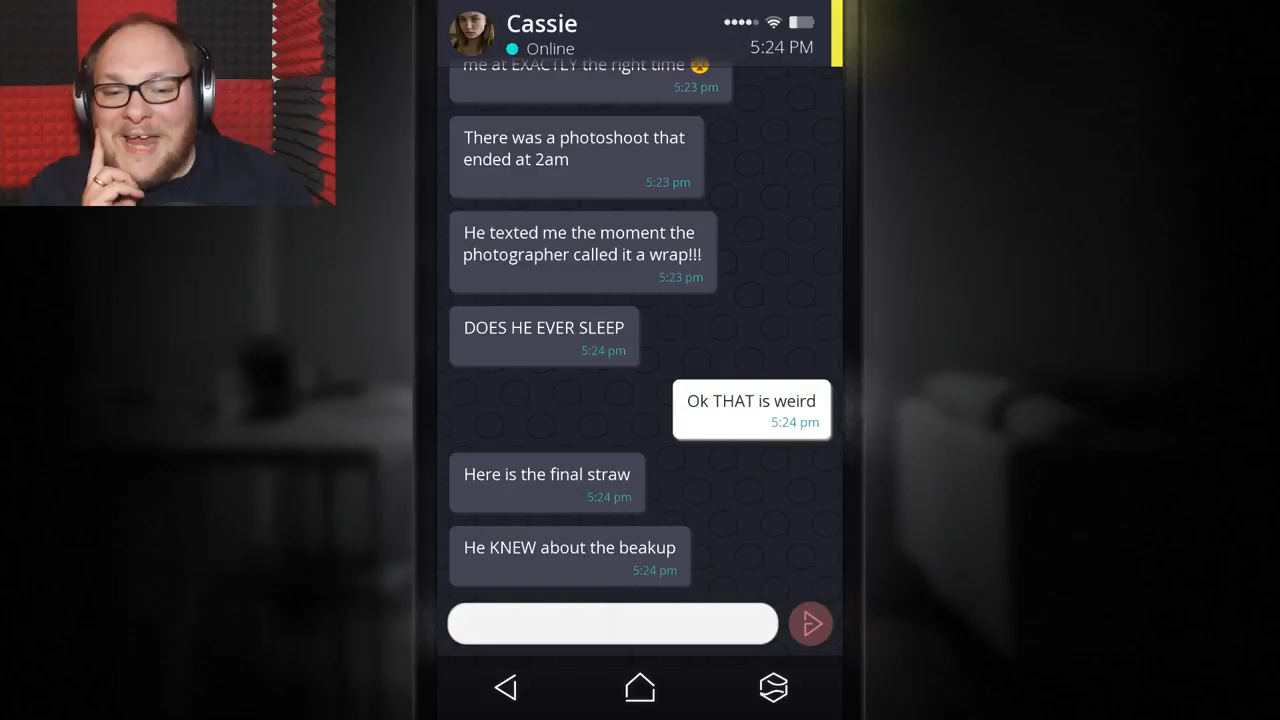 Cassie
Online
5:24 PM
me at EXACTLY the right time
5:23 pm
There was a photoshoot that
ended at 2am
5:23 pm
He texted me the moment the
photographer called it a wrap!!!
5:23 pm
DOES HE EVER SLEEP
5:24 pm
Ok THAT is weird
5:24 pm
Here is the final straw
5:24 pm
He KNEW about the beakup
5:24 pm